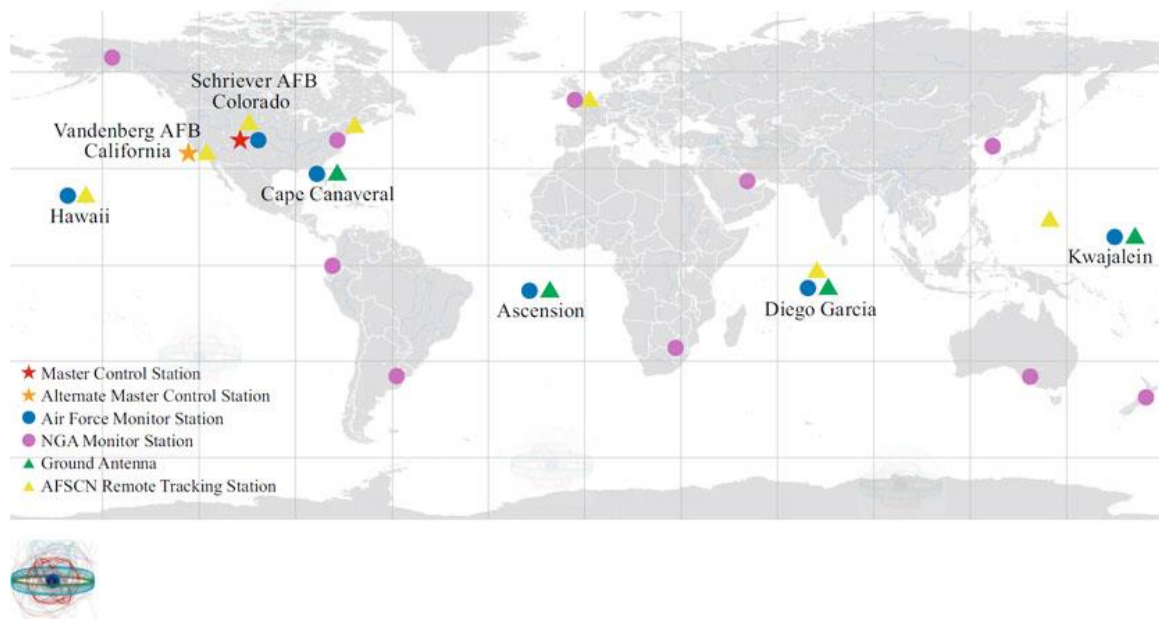 Schriever AFB
Colorado
Vandenberg AFB
California
Hawaii
Cape Canaveral
Kwajalein
Ascension
Diego Garcia
Master Control Station
Alternate Master Control Station
Air Force Monitor Station
NGA Monitor Station
Ground Antenna
AFSCN Remote Tracking Station